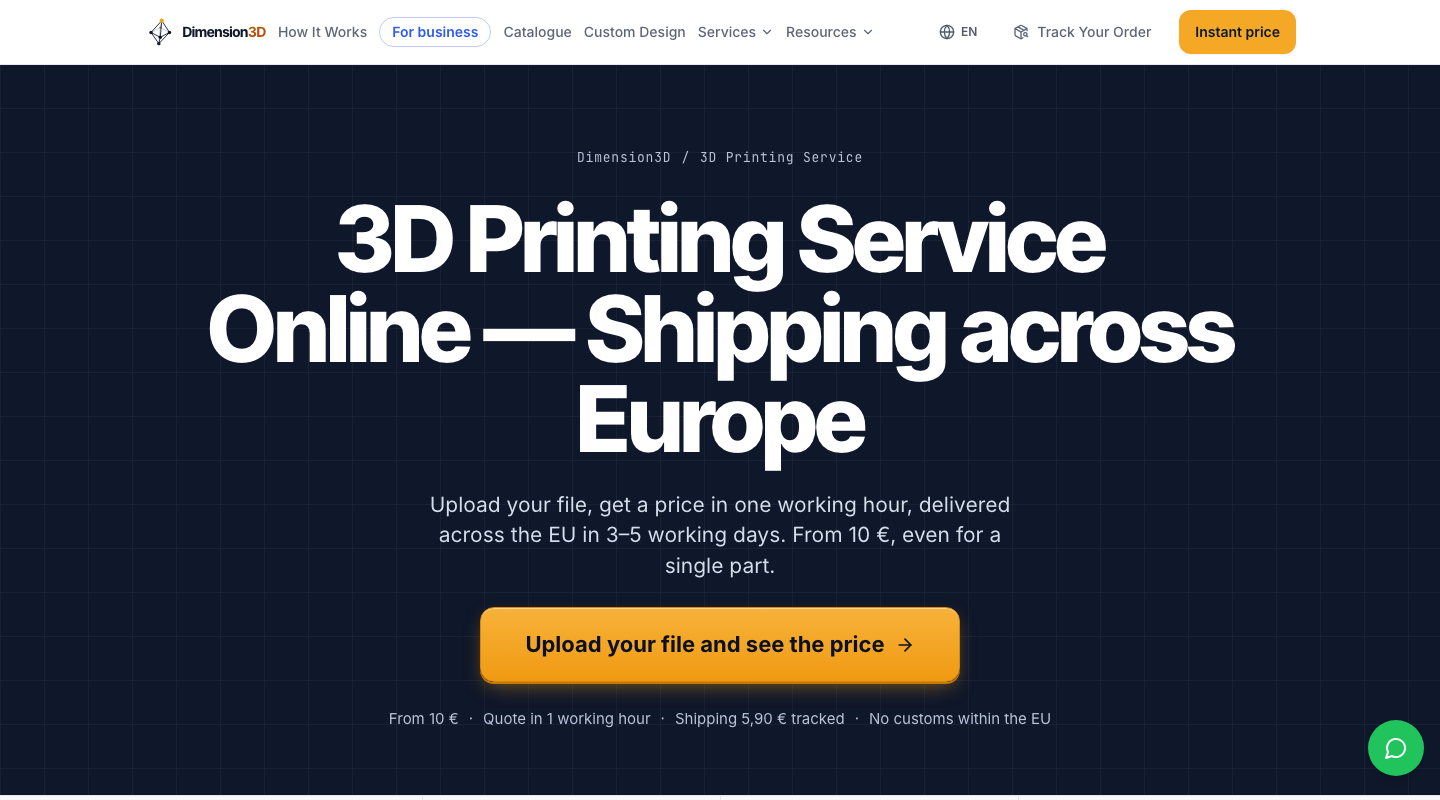 Dimension3D How It Works For business Catalogue Custom Design Services Resources EN Track Your Order Instant price
Dimension3D / 3D Printing Service
3D Printing Service
Online — Shipping across
Europe
Upload your file, get a price in one working hour, delivered
across the EU in 3–5 working days. From 10 €, even for a
single part.
Upload your file and see the price →
From 10 € · Quote in 1 working hour · Shipping 5,90 € tracked · No customs within the EU